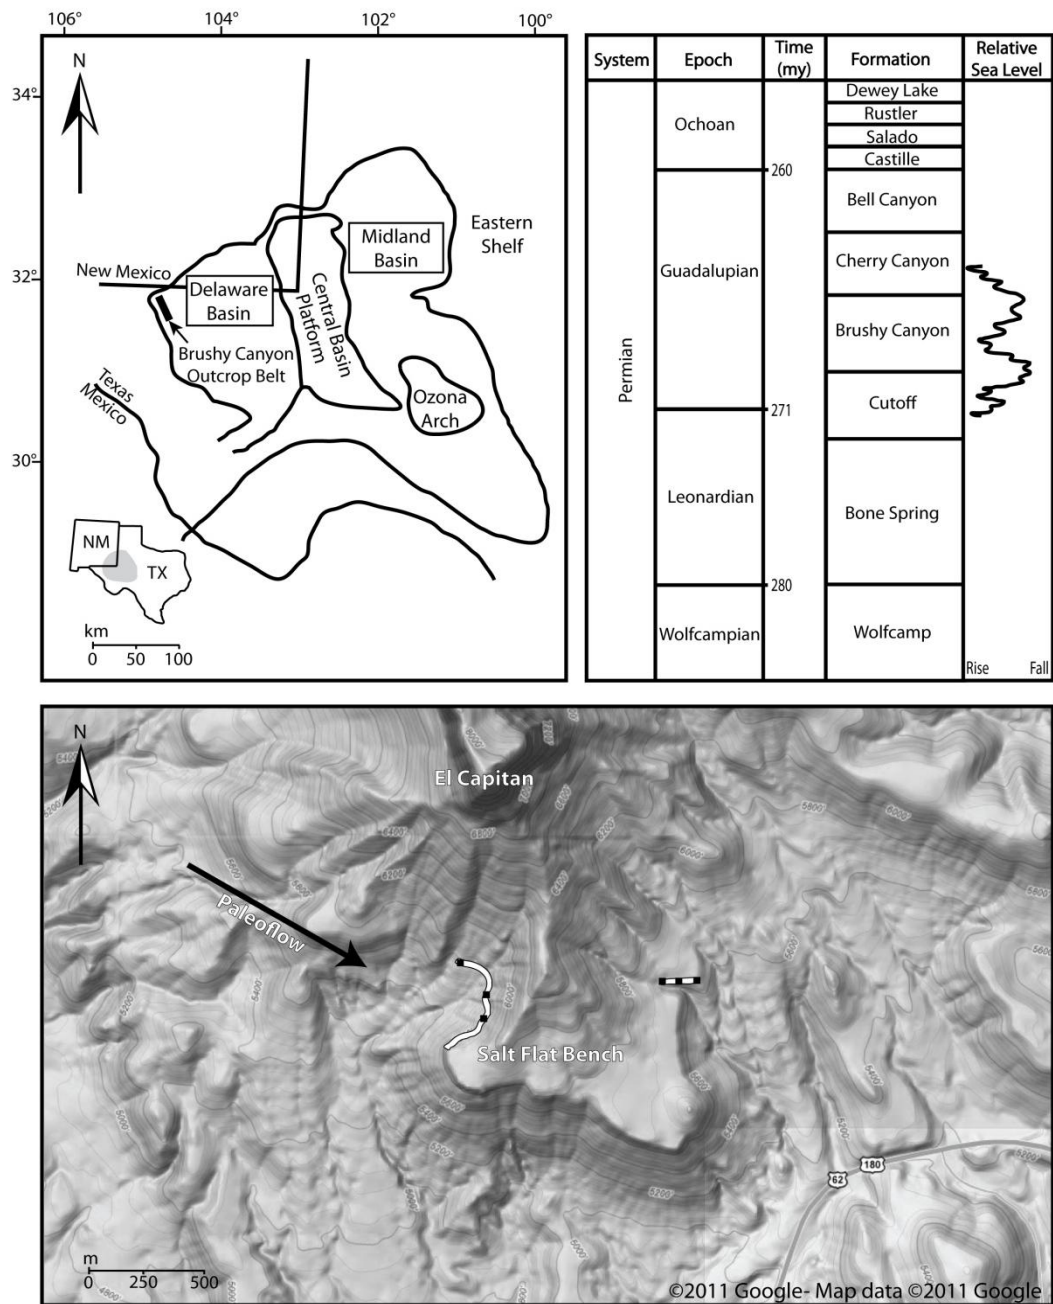 106°
104°
102°
100°
N
34°
33°
32°
31°
30°
New Mexico
Delaware
Basin
Midland
Basin
Eastern
Shelf
Central Basin
Platform
Brushy Canyon
Outcrop Belt
Texas
Mexico
Ozona
Arch
NM
TX
km
0 50 100
System
Epoch
Time
(my)
Formation
Relative
Sea Level
Permian
Ochoan
Guadalupian
Leonardian
Wolfcampian
260
271
280
Dewey Lake
Rustler
Salado
Castille
Bell Canyon
Cherry Canyon
Brushy Canyon
Cutoff
Bone Spring
Wolfcamp
Rise
Fall
N
El Capitan
Paleoflow
Salt Flat Bench
62
180
m
0 250 500
©2011 Google- Map data ©2011 Google